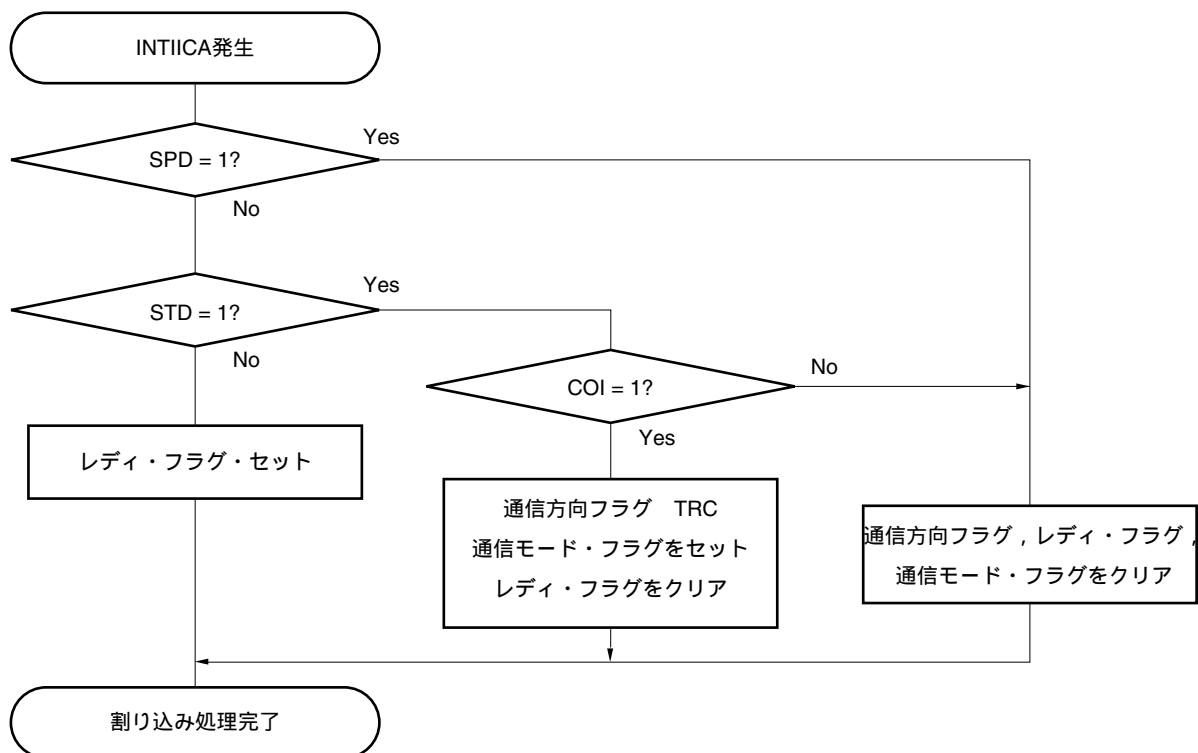 INTIICA発生
SPD = 1?
Yes
No
STD = 1?
Yes
No
COI = 1?
No
Yes
レディ・フラグ・セット
通信方向フラグ　TRC
通信モード・フラグをセット
レディ・フラグをクリア
通信方向フラグ , レディ・フラグ ,
通信モード・フラグをクリア
割り込み処理完了